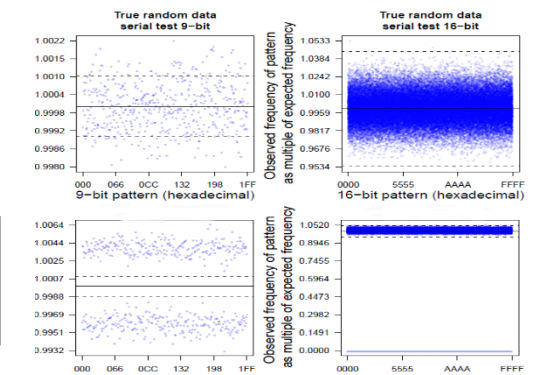 True random data
serial test 9-bit
1.0022
1.0015
1.0010
1.0004
0.9998
0.9992
0.9986
0.9980
000 066 0CC 132 198 1FF
9-bit pattern (hexadecimal)
True random data
serial test 16-bit
Observed frequency of pattern
as multiple of expected frequency
1.0533
1.0384
1.0242
1.0100
0.9959
0.9817
0.9676
0.9534
0000 5555 AAAA FFFF
16-bit pattern (hexadecimal)
1.0064
1.0044
1.0025
1.0007
0.9988
0.9969
0.9951
0.9932
000 066 0CC 132 198 1FF
Observed frequency of pattern
as multiple of expected frequency
1.0520
0.8946
0.7455
0.5964
0.4473
0.2982
0.1491
0.0000
0000 5555 AAAA FFFF